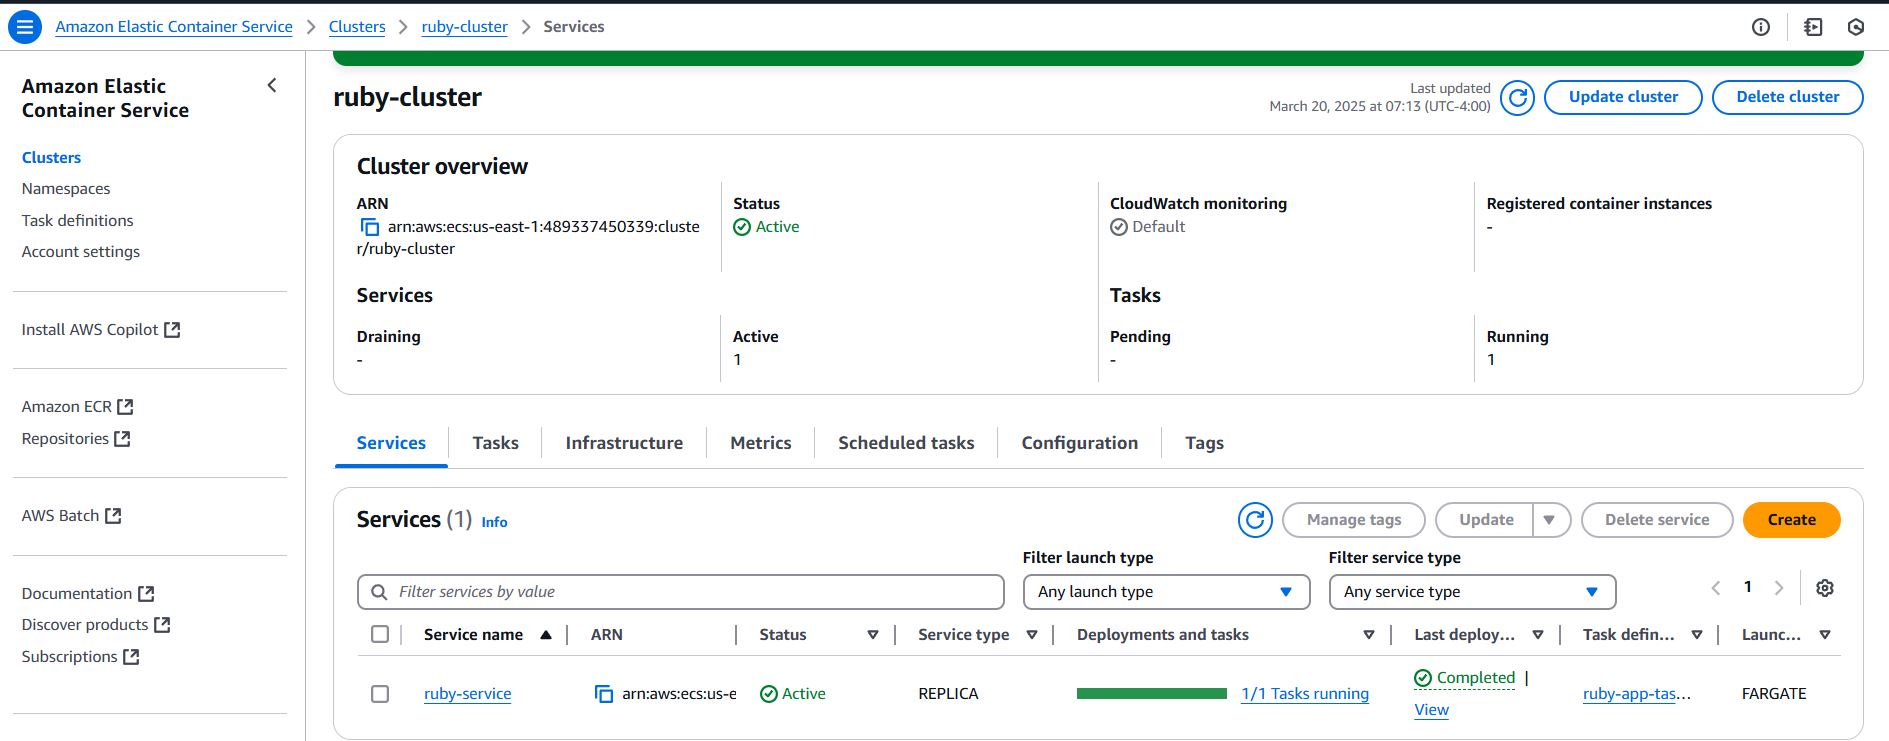 Amazon Elastic Container Service > Clusters > ruby-cluster > Services
Amazon Elastic
Container Service
Clusters
Namespaces
Task definitions
Account settings
Install AWS Copilot
Amazon ECR
Repositories
AWS Batch
Documentation
Discover products
Subscriptions
ruby-cluster
Last updated
March 20, 2025 at 07:13 (UTC-4:00)
Update cluster
Delete cluster
Cluster overview
ARN
arn:aws:ecs:us-east-1:489337450339:cluste
r/ruby-cluster
Status
Active
CloudWatch monitoring
Default
Registered container instances
-
Services
Draining
-
Active
1
Tasks
Pending
-
Running
1
Services Tasks Infrastructure Metrics Scheduled tasks Configuration Tags
Services (1) Info
Manage tags Update Delete service Create
Filter services by value
Filter launch type
Any launch type
Filter service type
Any service type
1
Service name ARN Status Service type Deployments and tasks Last deploy... Task defin... Launc...
ruby-service arn:aws:ecs:us-e Active REPLICA 1/1 Tasks running Completed | ruby-app-tas... FARGATE
View